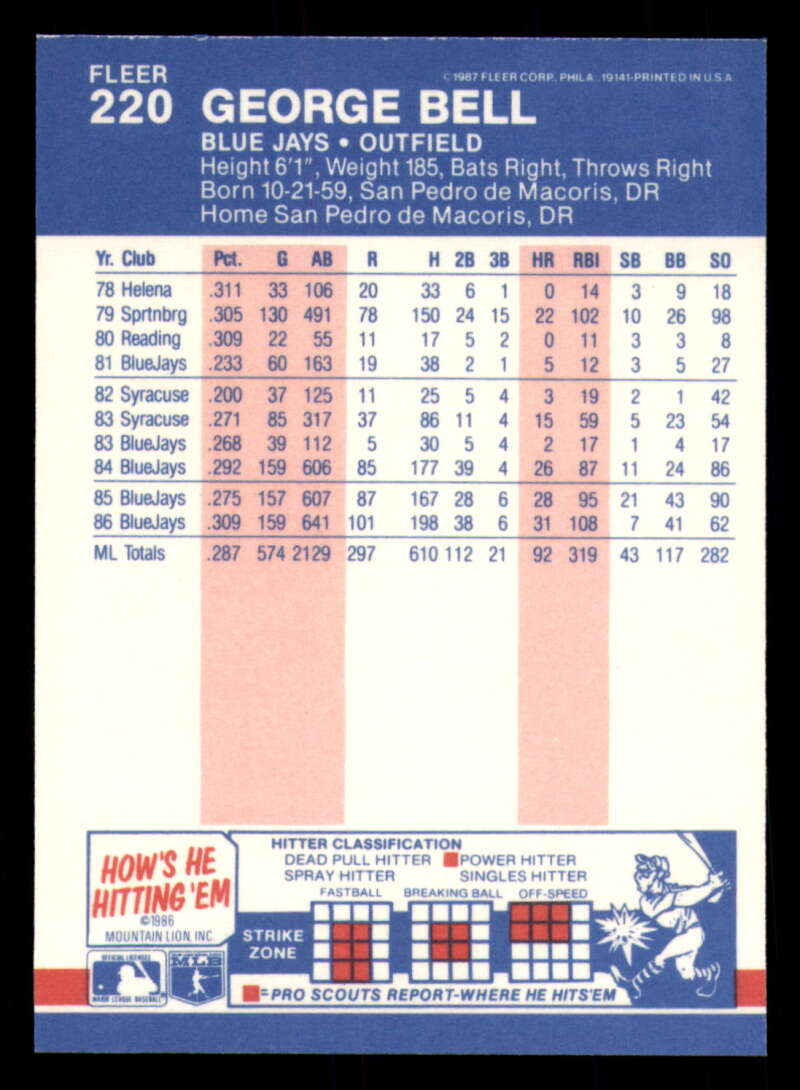 FLEER
©1987 FLEER CORP. PHILA. 19141-PRINTED IN U.S.A
220 GEORGE BELL
BLUE JAYS • OUTFIELD
Height 6'1", Weight 185, Bats Right, Throws Right
Born 10-21-59, San Pedro de Macoris, DR
Home San Pedro de Macoris, DR
Yr. Club Pct. G AB R H 2B 3B HR RBI SB BB SO
78 Helena .311 33 106 20 33 6 1 0 14 3 9 18
79 Sprtnbrg .305 130 491 78 150 24 15 22 102 10 26 98
80 Reading .309 22 55 11 17 5 2 0 11 3 3 8
81 BlueJays .233 60 163 19 38 2 1 5 12 3 5 27
82 Syracuse .200 37 125 11 25 5 4 3 19 2 1 42
83 Syracuse .271 85 317 37 86 11 4 15 59 5 23 54
83 BlueJays .268 39 112 5 30 5 4 2 17 1 4 17
84 BlueJays .292 159 606 85 177 39 4 26 87 11 24 86
85 BlueJays .275 157 607 87 167 28 6 28 95 21 43 90
86 BlueJays .309 159 641 101 198 38 6 31 108 7 41 62
ML Totals .287 574 2129 297 610 112 21 92 319 43 117 282
HOW'S HE
HITTING 'EM
©1986
MOUNTAIN LION, INC.
HITTER CLASSIFICATION
DEAD PULL HITTER POWER HITTER
SPRAY HITTER SINGLES HITTER
FASTBALL BREAKING BALL OFF-SPEED
STRIKE
ZONE
=PRO SCOUTS REPORT-WHERE HE HITS'EM
OFFICIAL LICENSEE
MAJOR LEAGUE BASEBALL
MLB